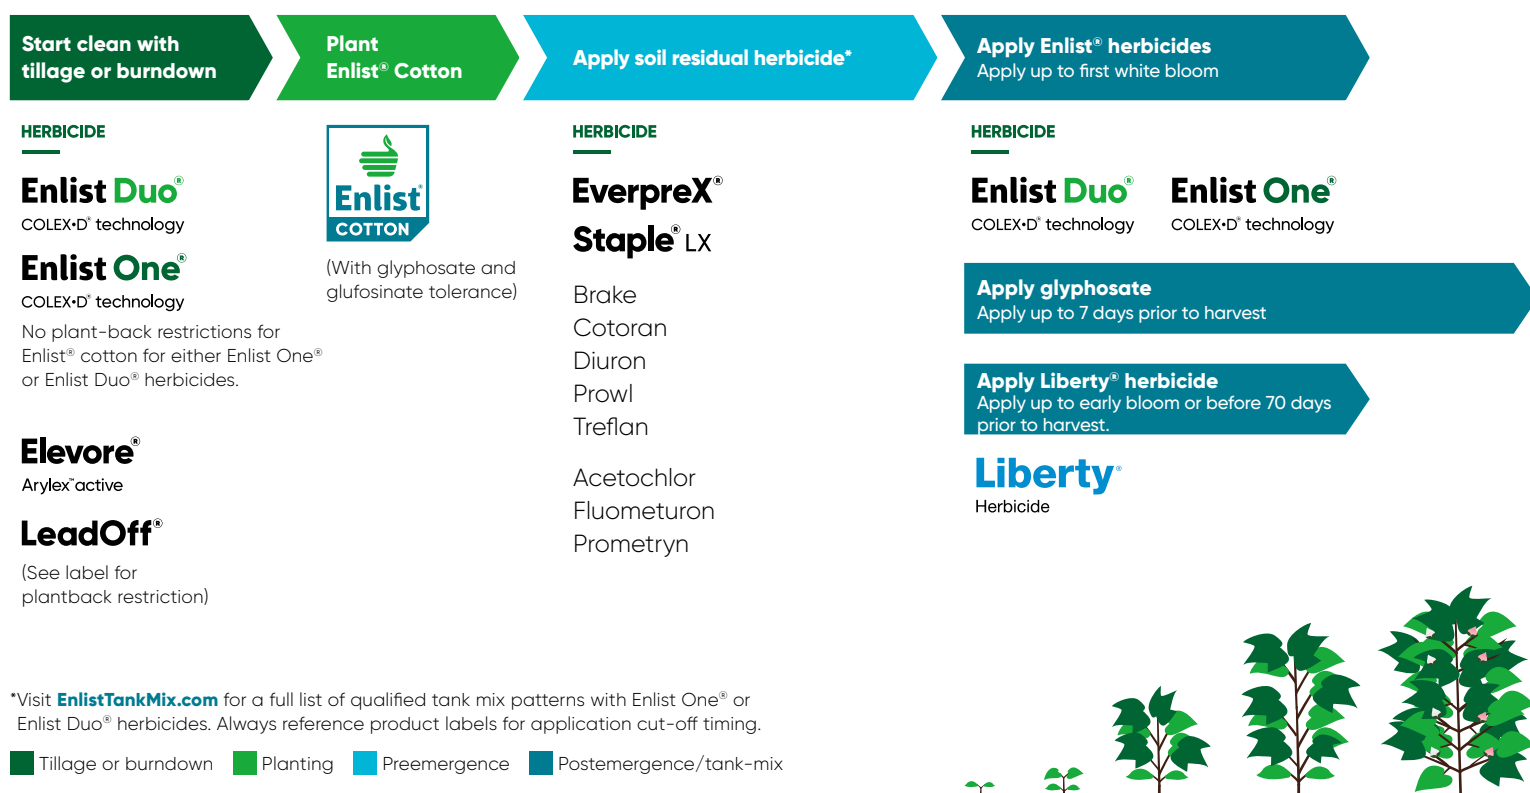 Start clean with
tillage or burndown
Plant
Enlist® Cotton
Apply soil residual herbicide*
Apply Enlist® herbicides
Apply up to first white bloom
HERBICIDE
Enlist Duo®
COLEX•D® technology
Enlist One®
COLEX•D® technology
No plant-back restrictions for
Enlist® cotton for either Enlist One®
or Enlist Duo® herbicides.
Elevore®
Arylex™ active
LeadOff®
(See label for
plantback restriction)
Enlist®
COTTON
(With glyphosate and
glufosinate tolerance)
HERBICIDE
EverpreX®
Staple® LX
Brake
Cotoran
Diuron
Prowl
Treflan
Acetochlor
Fluometuron
Prometryn
HERBICIDE
Enlist Duo®
COLEX•D® technology
Enlist One®
COLEX•D® technology
Apply glyphosate
Apply up to 7 days prior to harvest
Apply Liberty® herbicide
Apply up to early bloom or before 70 days
prior to harvest.
Liberty®
Herbicide
*Visit EnlistTankMix.com for a full list of qualified tank mix patterns with Enlist One® or
Enlist Duo® herbicides. Always reference product labels for application cut-off timing.
Tillage or burndown
Planting
Preemergence
Postemergence/tank-mix